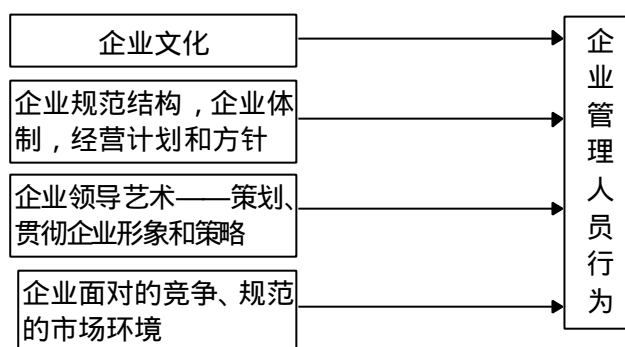 企业文化
企业规范结构，企业体
制，经营计划和方针
企业领导艺术——策划、
贯彻企业形象和策略
企业面对的竞争、规范
的市场环境
企业管理人员行为